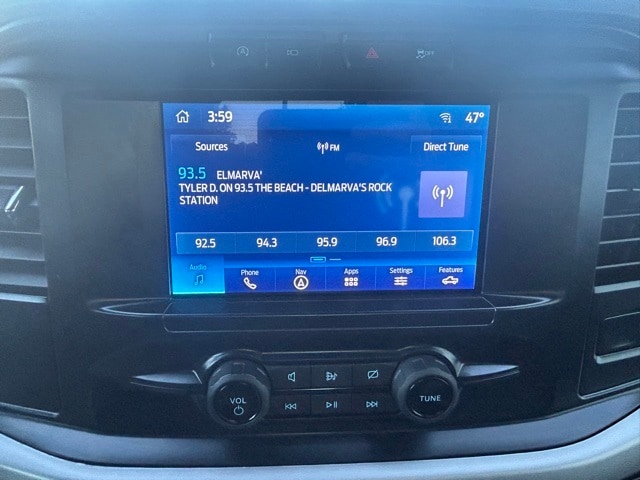 OFF
3:59
47°
Sources
FM
Direct Tune
93.5 ELMARVA'
TYLER D. ON 93.5 THE BEACH - DELMARVA'S ROCK
STATION
92.5 94.3 95.9 96.9 106.3
Audio Phone Nav Apps Settings Features
VOL
TUNE